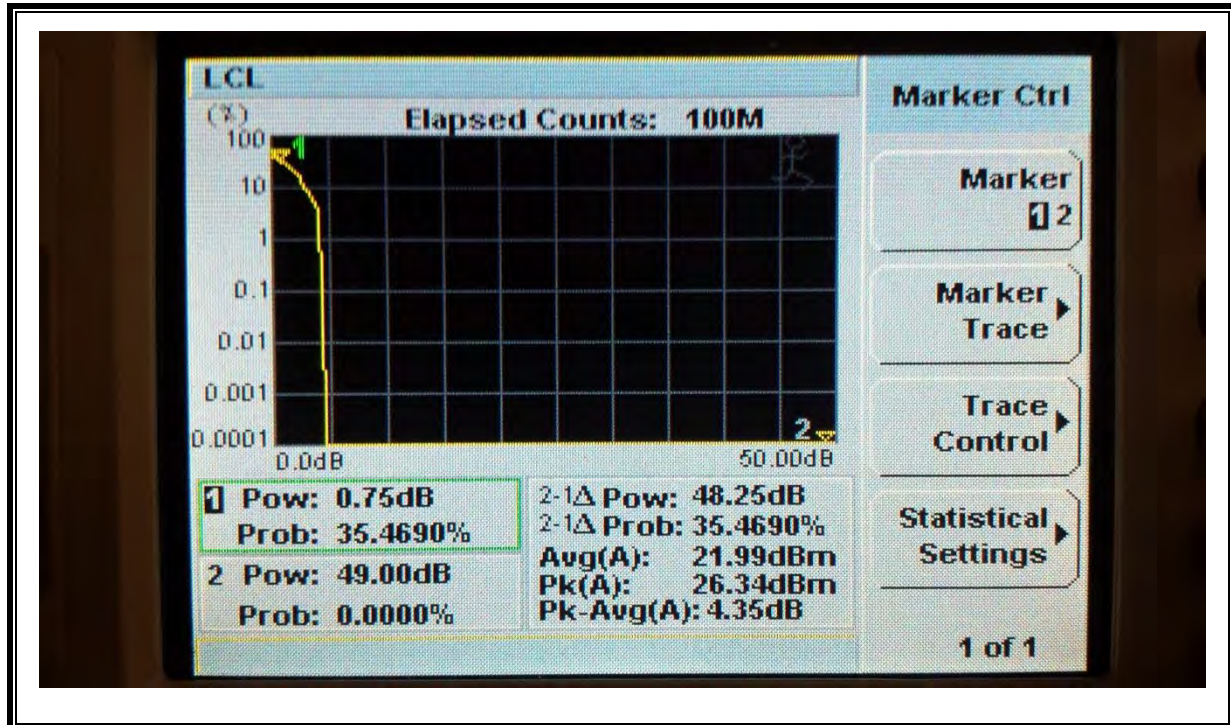 LCL
(%)
Elapsed Counts: 100M
100
10
1
0.1
0.01
0.001
0.0001
1
2
0.0dB
50.00dB
1 Pow: 0.75dB
Prob: 35.4690%
2 Pow: 49.00dB
Prob: 0.0000%
2-1Δ Pow: 48.25dB
2-1Δ Prob: 35.4690%
Avg(A): 21.99dBm
Pk(A): 26.34dBm
Pk-Avg(A): 4.35dB
Marker Ctrl
Marker
1 2
Marker
Trace
Trace
Control
Statistical
Settings
1 of 1